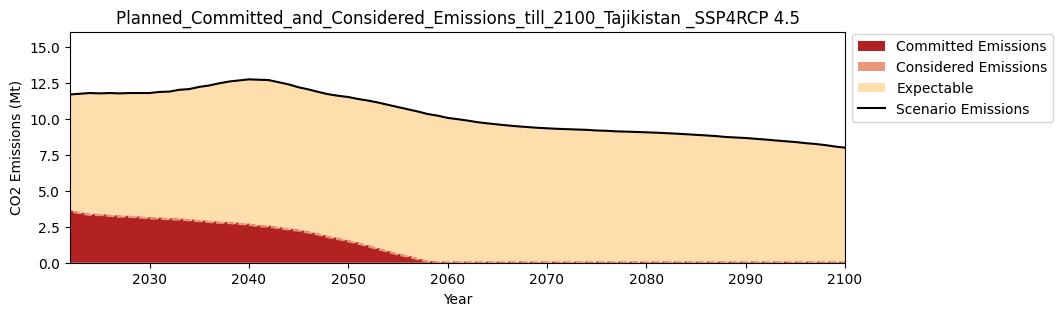 Planned_Committed_and_Considered_Emissions_till_2100_Tajikistan _SSP4RCP 4.5
CO2 Emissions (Mt)
15.0
12.5
10.0
7.5
5.0
2.5
0.0
2030 2040 2050 2060 2070 2080 2090 2100
Year
Committed Emissions
Considered Emissions
Expectable
Scenario Emissions